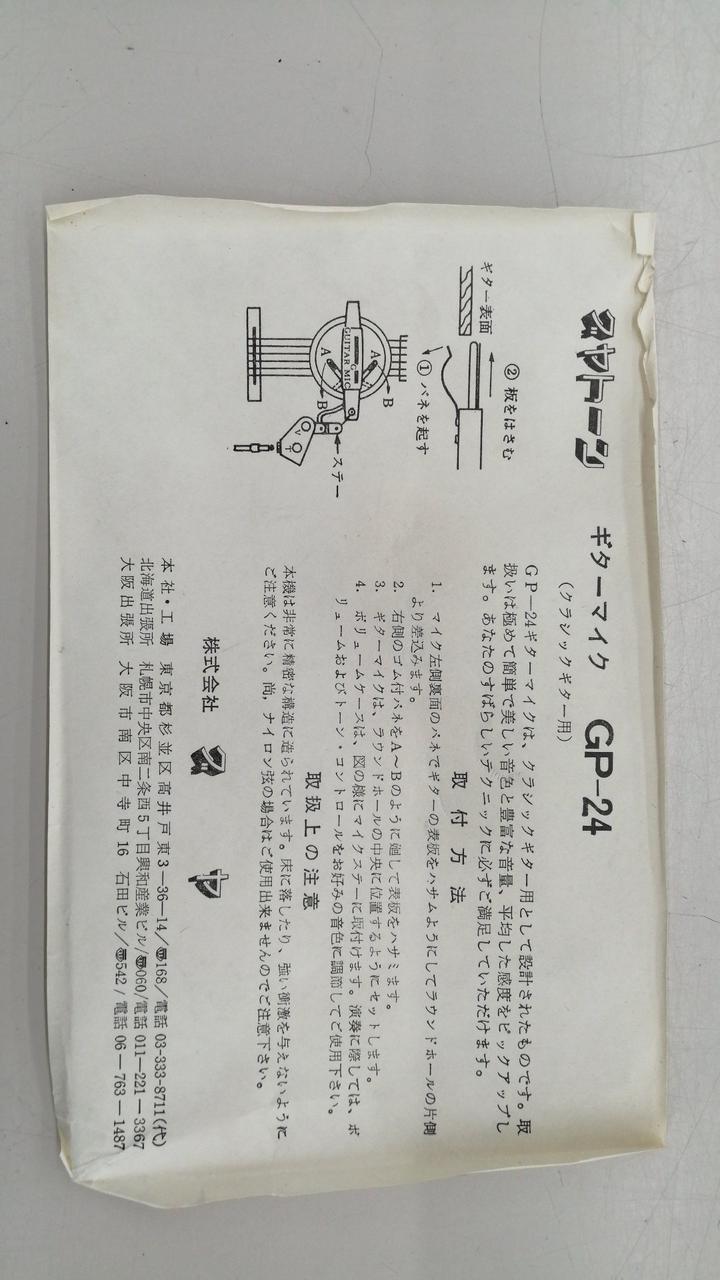 ヤトーン
ギターマイク GP-24
(クラシックギター用)
② 板をはさむ
ギター表面
① バネを起す
A
B
G
GUITAR MIC
A
B
ステー
V
T
GP-24ギターマイクは、クラシックギター用として設計されたものです。取
扱いは極めて簡単で美しい音色と豊富な音量、平均した感度をピックアップし
ます。あなたのすばらしいテクニックに必ずご満足していただけます。
取付方法
1. マイク左側裏面のバネでギターの表板をハサムようにしてラウンドホールの片側
より差込みます。
2. 右側のゴム付バネをA〜Bのように廻して表板をハサミます。
3. ギターマイクは、ラウンドホールの中央に位置するようにセットします。
4. ボリュームケースは、図の様にマイクステーに取付けます。演奏に際しては、ボ
リュームおよびトーン・コントロールをお好みの音色に調節してご使用下さい。
取扱上の注意
本機は非常に精密な構造に造られています。床に落したり、強い衝激を与えないように
ご注意ください。尚,ナイロン弦の場合はご使用出来ませんのでご注意下さい。
株式会社 ヤ
本社・工場 東京都杉並区高井戸東3―36―14/〠168/電話 03-333-8711(代)
北海道出張所 札幌市中央区南二条西5丁目興和産業ビル/〠060/電話 011―221―3367
大阪出張所 大阪市南区中寺町16 石田ビル/〠542/電話 06―763―1487